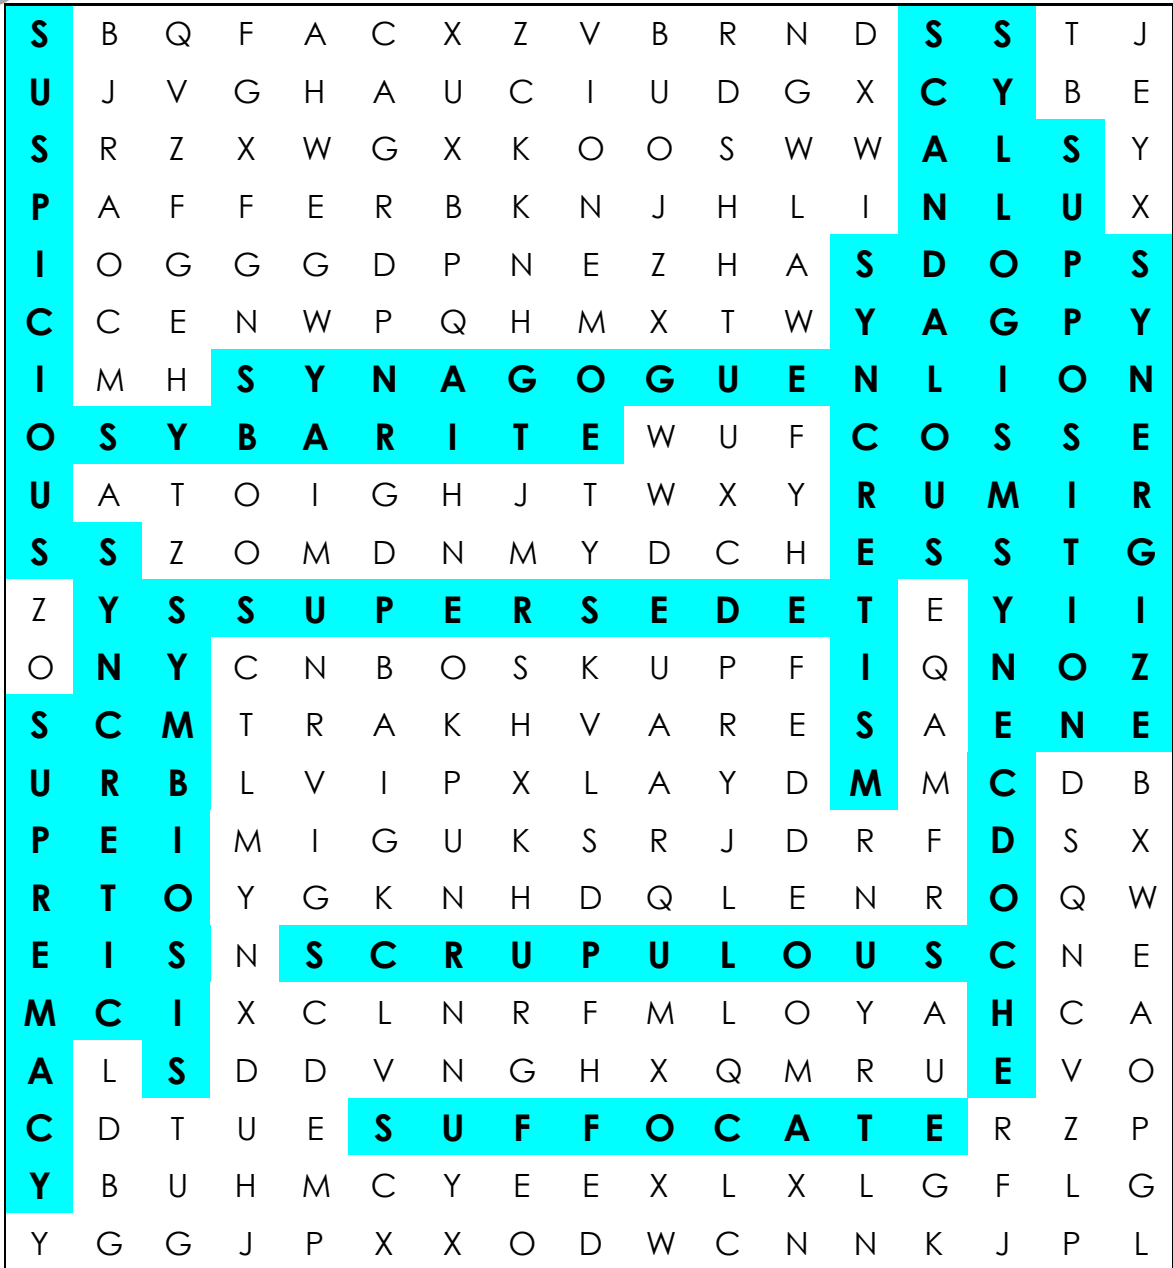 S B Q F A C X Z V B R N D S S T J
U J V G H A U C I U D G X C Y B E
S R Z X W G X K O O S W W A L S Y
P A F F E R B K N J H L I N L U X
I O G G G D P N E Z H A S D O P S
C C E N W P Q H M X T W Y A G P Y
I M H S Y N A G O G U E N L I O N
O S Y B A R I T E W U F C O S S E
U A T O I G H J T W X Y R U M I R
S S Z O M D N M Y D C H E S S T G
Z Y S S U P E R S E D E T E Y I I
O N Y C N B O S K U P F I Q N O Z
S C M T R A K H V A R E S A E N E
U R B L V I P X L A Y D M M C D B
P E I M I G U K S R J D R F D S X
R T O Y G K N H D Q L E N R O Q W
E I S N S C R U P U L O U S C N E
M C I X C L N R F M L O Y A H C A
A L S D D V N G H X Q M R U E V O
C D T U E S U F F O C A T E R Z P
Y B U H M C Y E E X L X L G F L G
Y G G J P X X O D W C N N K J P L